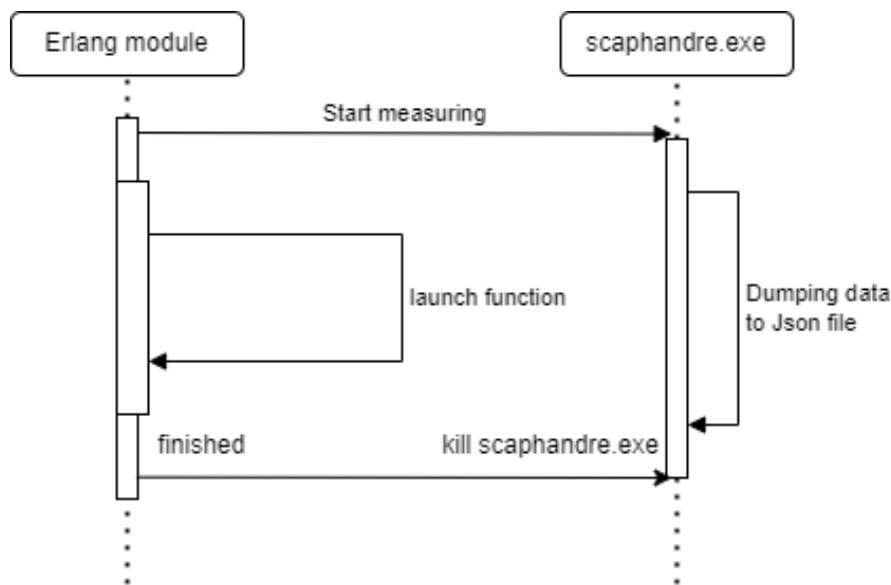 Erlang module
scaphandre.exe
Start measuring
launch function
Dumping data
to Json file
finished
kill scaphandre.exe